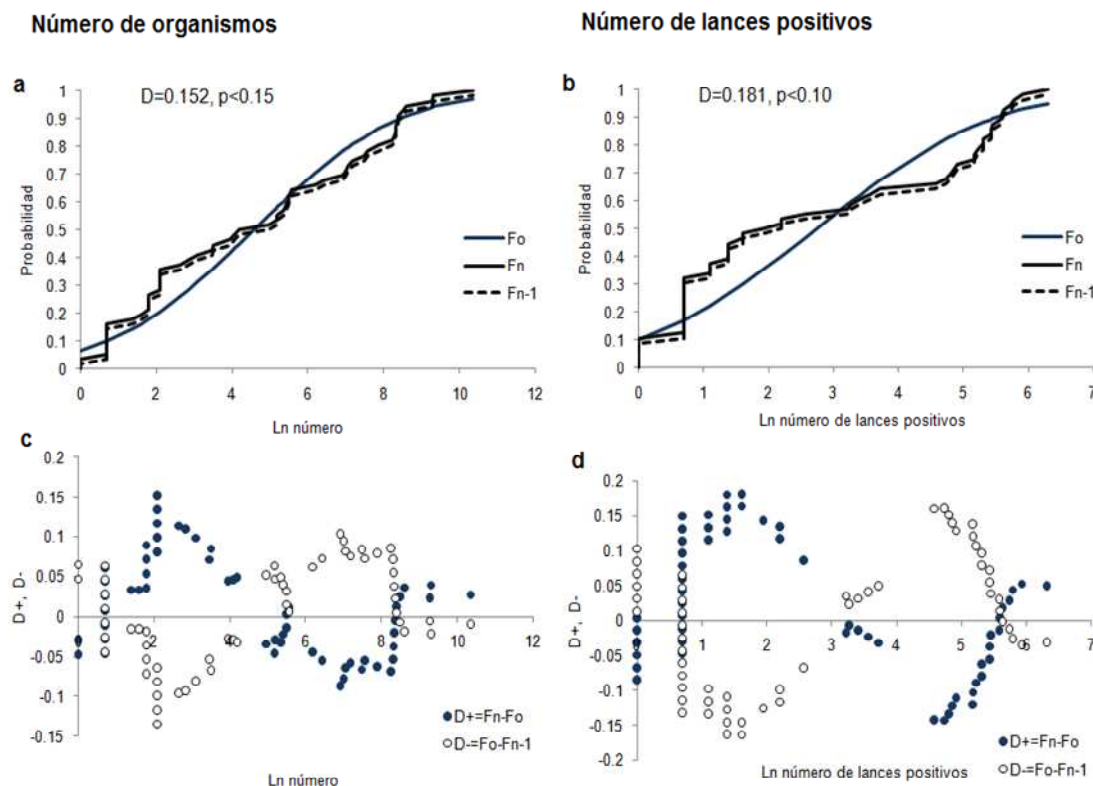 Número de organismos
Número de lances positivos
a
D=0.152, p<0.15
1
0.9
0.8
0.7
0.6
0.5
0.4
0.3
0.2
0.1
0
Probabilidad
Fo
Fn
Fn-1
0 2 4 6 8 10 12
Ln número
b
D=0.181, p<0.10
1
0.9
0.8
0.7
0.6
0.5
0.4
0.3
0.2
0.1
0
Probabilidad
Fo
Fn
Fn-1
0 1 2 3 4 5 6 7
Ln número de lances positivos
c
0.2
0.15
0.1
0.05
0
-0.05
-0.1
-0.15
D+, D-
0 2 4 6 8 10 12
D+=Fn-Fo
D-=Fo-Fn-1
Ln número
d
0.2
0.15
0.1
0.05
0
-0.05
-0.1
-0.15
-0.2
D+, D-
0 1 2 3 4 5 6 7
D+=Fn-Fo
D-=Fo-Fn-1
Ln número de lances positivos